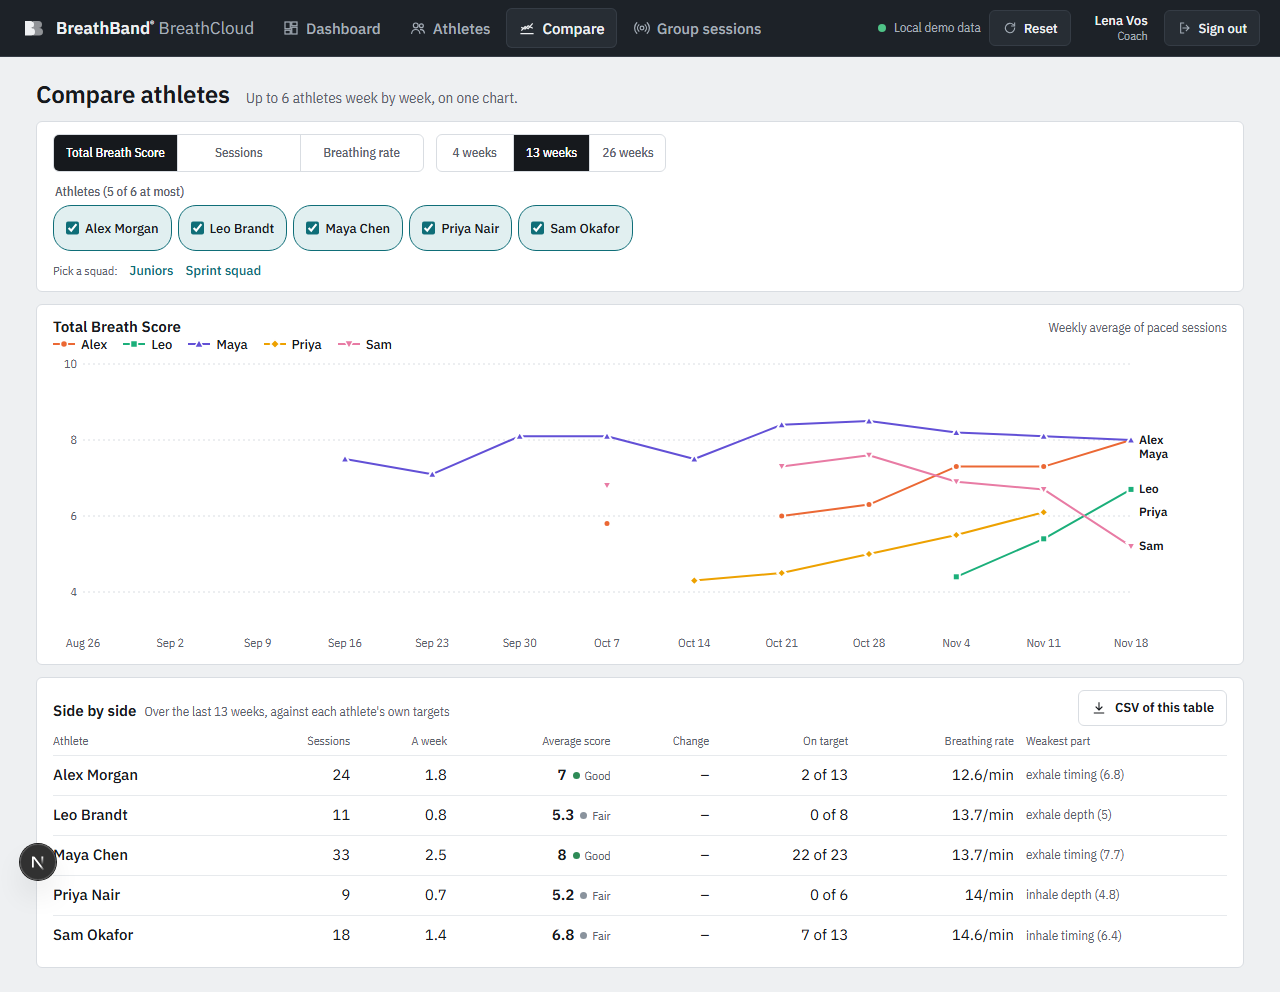 BreathBand° BreathCloud Dashboard Athletes Compare Group sessions Local demo data Reset Lena Vos Sign out
Coach
Compare athletes Up to 6 athletes week by week, on one chart.
Total Breath Score Sessions Breathing rate 4 weeks 13 weeks 26 weeks
Athletes (5 of 6 at most)
Alex Morgan Leo Brandt Maya Chen Priya Nair Sam Okafor
Pick a squad: Juniors Sprint squad
Total Breath Score Weekly average of paced sessions
Alex Leo Maya Priya Sam
10
8 Alex
Maya
Leo
6 Priya
Sam
4
Aug 26 Sep 2 Sep 9 Sep 16 Sep 23 Sep 30 Oct 7 Oct 14 Oct 21 Oct 28 Nov 4 Nov 11 Nov 18
Side by side Over the last 13 weeks, against each athlete's own targets CSV of this table
Athlete Sessions A week Average score Change On target Breathing rate Weakest part
Alex Morgan 24 1.8 7 Good – 2 of 13 12.6/min exhale timing (6.8)
Leo Brandt 11 0.8 5.3 Fair – 0 of 8 13.7/min exhale depth (5)
Maya Chen 33 2.5 8 Good – 22 of 23 13.7/min exhale timing (7.7)
Priya Nair 9 0.7 5.2 Fair – 0 of 6 14/min inhale depth (4.8)
Sam Okafor 18 1.4 6.8 Fair – 7 of 13 14.6/min inhale timing (6.4)